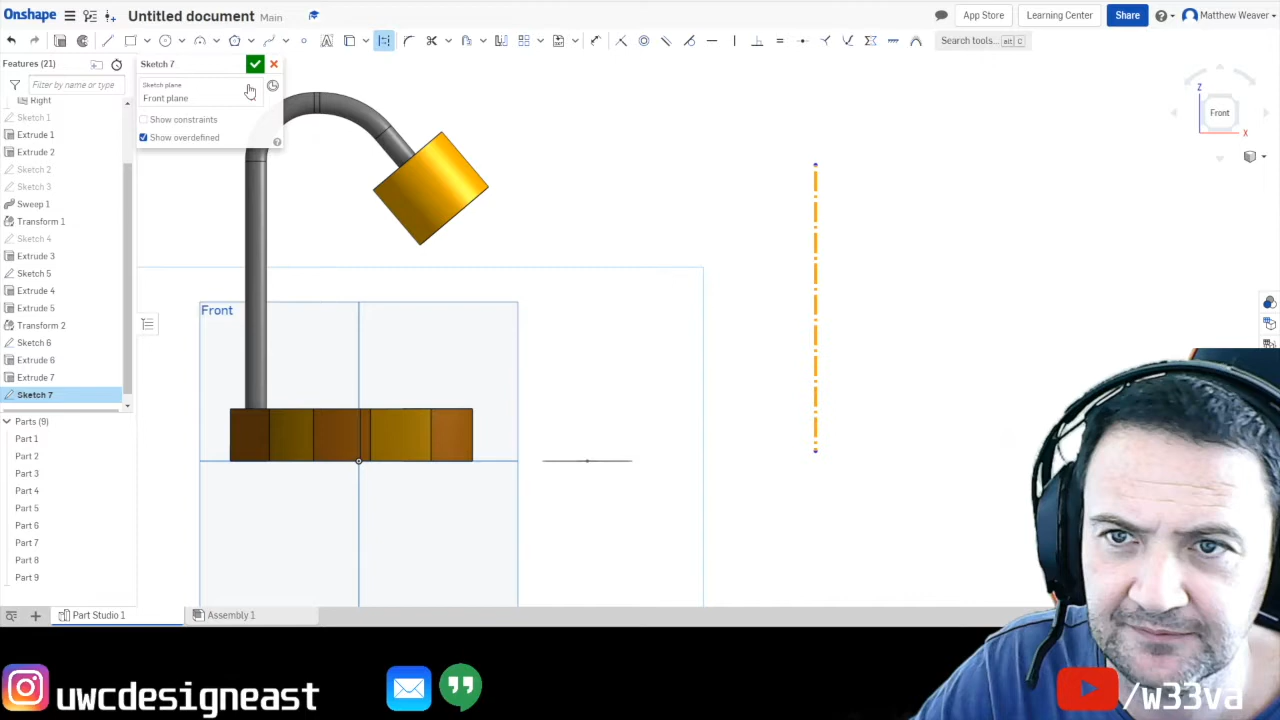 Onshape
Untitled document Main
App Store
Learning Center
Share
Matthew Weaver
Search tools... alt C
Features (21)
Filter by name or type
Right
Sketch 1
Extrude 1
Extrude 2
Sketch 2
Sketch 3
Sweep 1
Transform 1
Sketch 4
Extrude 3
Sketch 5
Extrude 4
Extrude 5
Transform 2
Sketch 6
Extrude 6
Extrude 7
Sketch 7
Parts (9)
Part 1
Part 2
Part 3
Part 4
Part 5
Part 6
Part 7
Part 8
Part 9
Sketch 7
Sketch plane
Front plane
Show constraints
Show overdefined
Front
Z
Front
X
Part Studio 1
Assembly 1
uwcdesigneast
/w33va